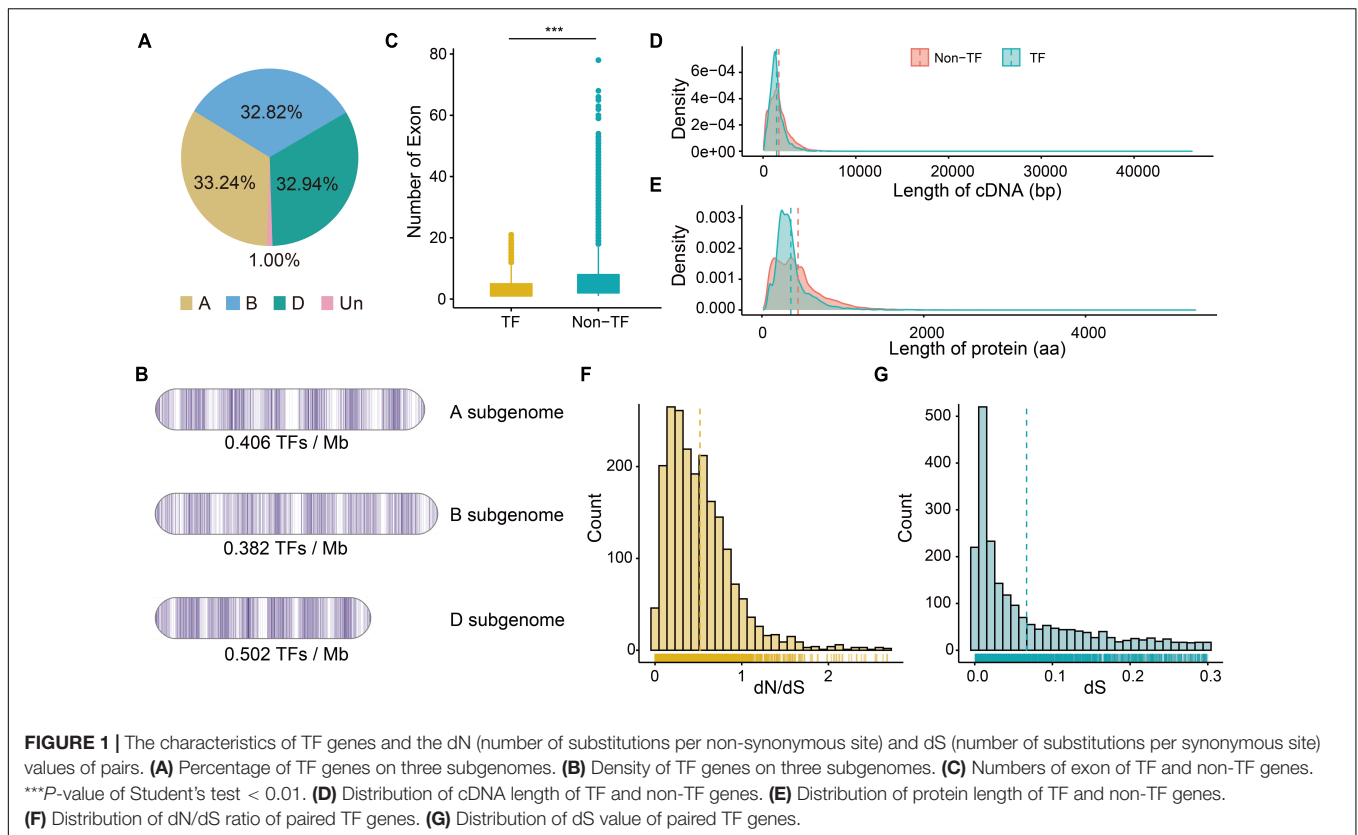 A
33.24%
32.82%
32.94%
1.00%
A B D Un
B
A subgenome
0.406 TFs / Mb
B subgenome
0.382 TFs / Mb
D subgenome
0.502 TFs / Mb
C
***
Number of Exon
80
60
40
20
0
TF Non−TF
D
Non−TF TF
Density
6e−04
4e−04
2e−04
0e+00
0 10000 20000 30000 40000
Length of cDNA (bp)
E
Density
0.003
0.002
0.001
0.000
0 2000 4000
Length of protein (aa)
F
Count
200
100
0
0 1 2
dN/dS
G
Count
500
400
300
200
100
0
0.0 0.1 0.2 0.3
dS
FIGURE 1 | The characteristics of TF genes and the dN (number of substitutions per non-synonymous site) and dS (number of substitutions per synonymous site)
values of pairs. (A) Percentage of TF genes on three subgenomes. (B) Density of TF genes on three subgenomes. (C) Numbers of exon of TF and non-TF genes.
***P-value of Student's test < 0.01. (D) Distribution of cDNA length of TF and non-TF genes. (E) Distribution of protein length of TF and non-TF genes.
(F) Distribution of dN/dS ratio of paired TF genes. (G) Distribution of dS value of paired TF genes.